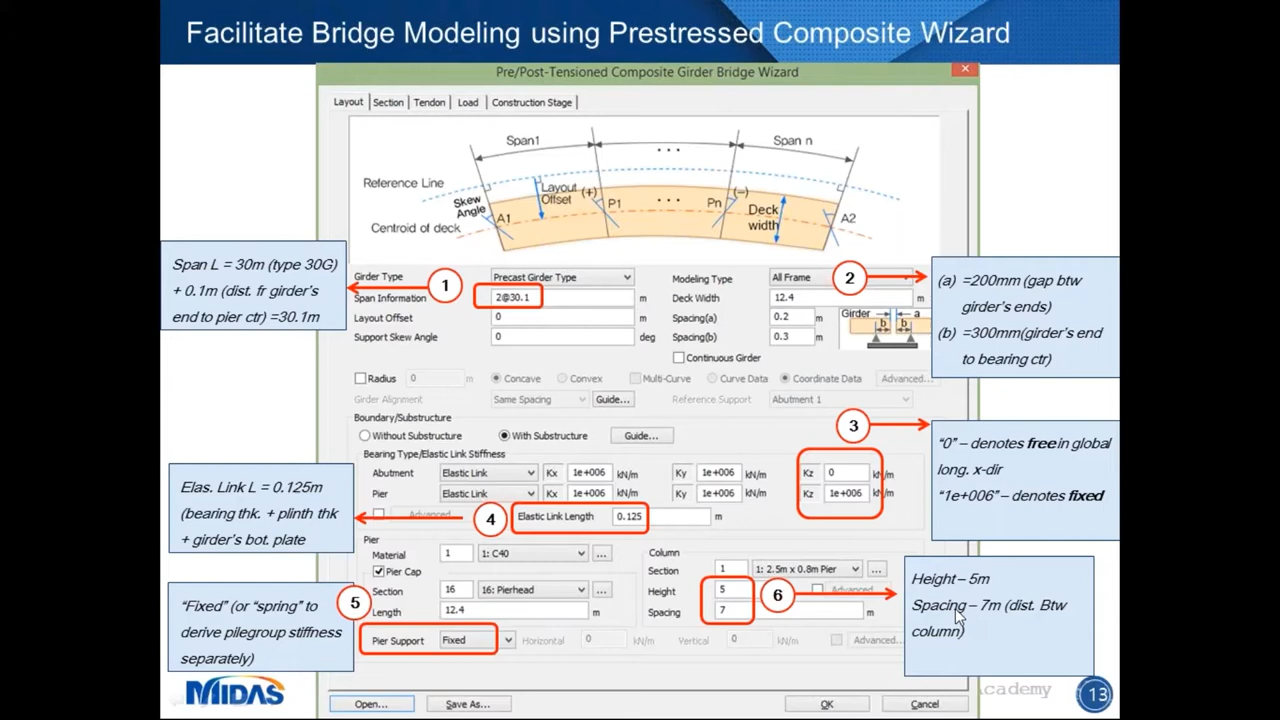 Facilitate Bridge Modeling using Prestressed Composite Wizard
Pre/Post-Tensioned Composite Girder Bridge Wizard
Layout Section Tendon Load Construction Stage
Span1 · · · Span n
Reference Line
Layout Offset
(+)
(-)
Skew Angle
A1
P1
· · ·
Pn
Deck width
A2
Centroid of deck
Span L = 30m (type 30G)
+ 0.1m (dist. fr girder's
end to pier ctr) =30.1m
1
Girder Type Precast Girder Type
Span Information 2@30.1 m
Layout Offset 0 m
Support Skew Angle 0 deg
Modeling Type All Frame
Deck Width 12.4 m
Spacing(a) 0.2 m
Spacing(b) 0.3 m
Girder a
b b
Continuous Girder
2
(a) =200mm (gap btw
girder's ends)
(b) =300mm(girder's end
to bearing ctr)
Radius 0 m Concave Convex Multi-Curve Curve Data Coordinate Data Advanced...
Girder Alignment Same Spacing Guide... Reference Support Abutment 1
Boundary/Substructure
Without Substructure With Substructure Guide...
3
"0" – denotes free in global
long. x-dir
"1e+006" – denotes fixed
Bearing Type/Elastic Link Stiffness
Abutment Elastic Link Kx 1e+006 kN/m Ky 1e+006 kN/m Kz 0 kN/m
Pier Elastic Link Kx 1e+006 kN/m Ky 1e+006 kN/m Kz 1e+006 kN/m
Advanced Elastic Link Length 0.125 m
4
Elas. Link L = 0.125m
(bearing thk. + plinth thk
+ girder's bot. plate
Pier
Material 1 1: C40 ...
Pier Cap
Section 16 16: Pierhead ...
Length 12.4 m
Pier Support Fixed Horizontal 0 kN/m Vertical 0 kN/m Advanced...
Column
Section 1 1: 2.5m x 0.8m Pier ...
Height 5 Advanced
Spacing 7 m
5
"Fixed" (or "spring" to
derive pilegroup stiffness
separately)
6
Height – 5m
Spacing – 7m (dist. Btw
column)
MIDAS
Open... Save As... OK Cancel
Academy
13